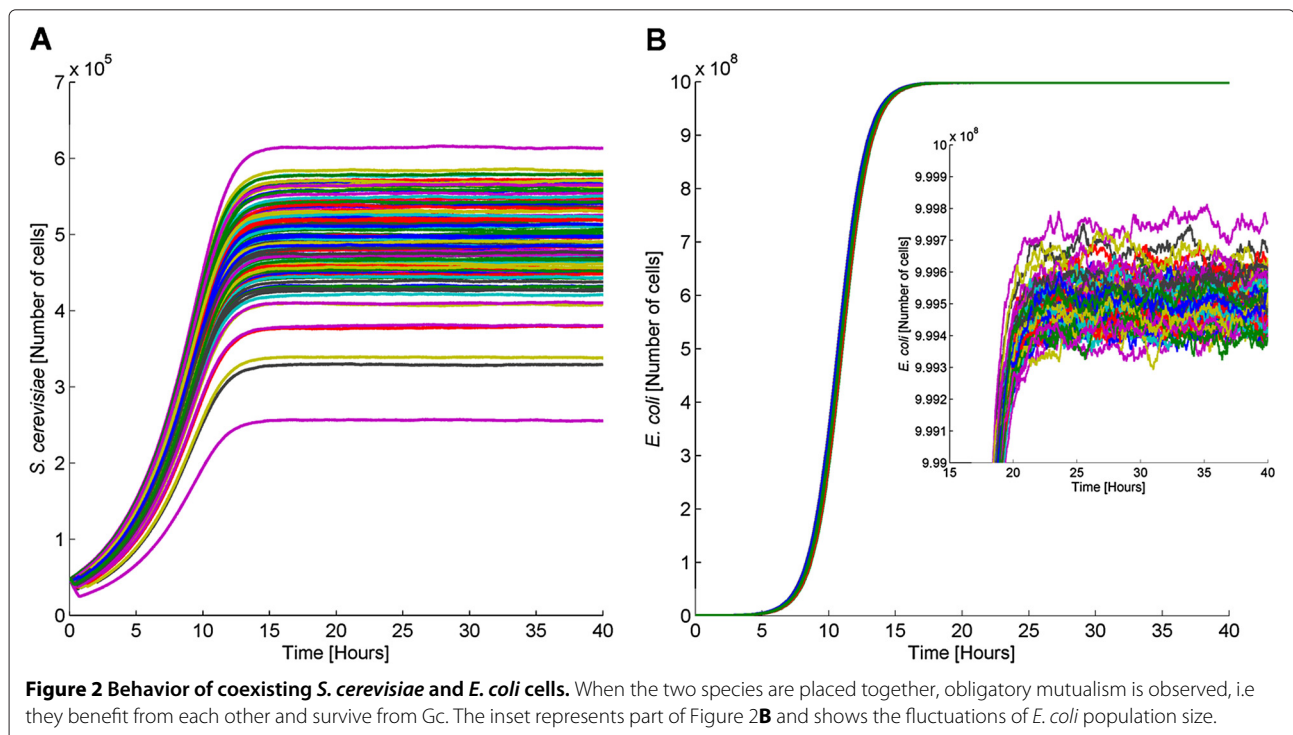 A
x 10^5
7
6
5
4
3
2
1
0
S. cerevisiae [Number of cells]
0 5 10 15 20 25 30 35 40
Time [Hours]
B
x 10^8
10
9
8
7
6
5
4
3
2
1
0
E. coli [Number of cells]
0 5 10 15 20 25 30 35 40
Time [Hours]
x 10^8
10
9.999
9.998
9.997
9.996
9.995
9.994
9.993
9.992
9.991
9.99
E. coli [Number of cells]
15 20 25 30 35 40
Time [Hours]
Figure 2 Behavior of coexisting S. cerevisiae and E. coli cells. When the two species are placed together, obligatory mutualism is observed, i.e
they benefit from each other and survive from Gc. The inset represents part of Figure 2B and shows the fluctuations of E. coli population size.